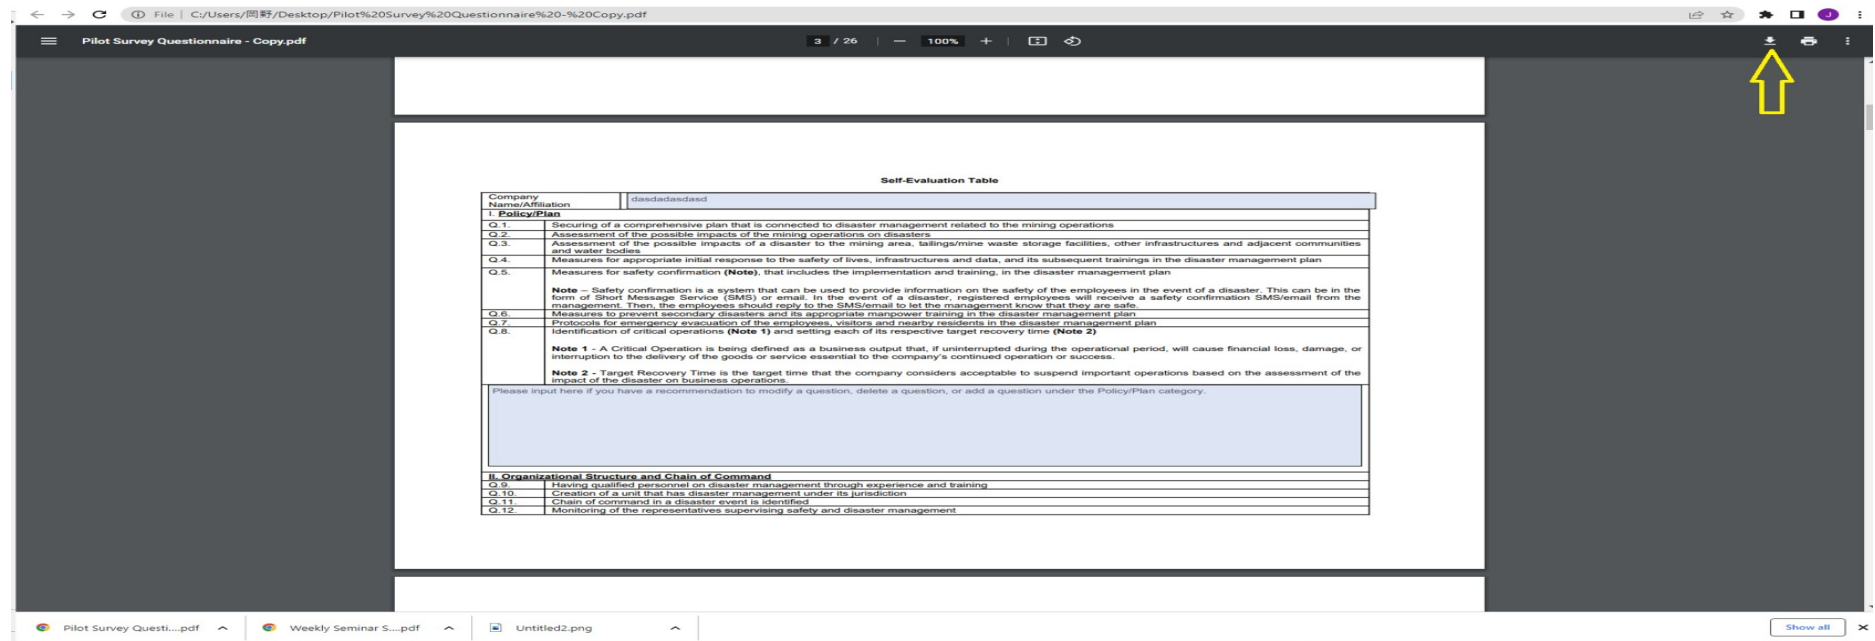 File | C:/Users/岡野/Desktop/Pilot%20Survey%20Questionnaire%20-%20Copy.pdf
J
Pilot Survey Questionnaire - Copy.pdf
3 / 26 | — 100% + |
Self-Evaluation Table
Company
Name/Affiliation
dasdadasdasd
I. Policy/Plan
Q.1. Securing of a comprehensive plan that is connected to disaster management related to the mining operations
Q.2. Assessment of the possible impacts of the mining operations on disasters
Q.3. Assessment of the possible impacts of a disaster to the mining area, tailings/mine waste storage facilities, other infrastructures and adjacent communities
and water bodies
Q.4. Measures for appropriate initial response to the safety of lives, infrastructures and data, and its subsequent trainings in the disaster management plan
Q.5. Measures for safety confirmation (Note), that includes the implementation and training, in the disaster management plan
Note – Safety confirmation is a system that can be used to provide information on the safety of the employees in the event of a disaster. This can be in the
form of Short Message Service (SMS) or email. In the event of a disaster, registered employees will receive a safety confirmation SMS/email from the
management. Then, the employees should reply to the SMS/email to let the management know that they are safe.
Q.6. Measures to prevent secondary disasters and its appropriate manpower training in the disaster management plan
Q.7. Protocols for emergency evacuation of the employees, visitors and nearby residents in the disaster management plan
Q.8. Identification of critical operations (Note 1) and setting each of its respective target recovery time (Note 2)
Note 1 - A Critical Operation is being defined as a business output that, if uninterrupted during the operational period, will cause financial loss, damage, or
interruption to the delivery of the goods or service essential to the company's continued operation or success.
Note 2 - Target Recovery Time is the target time that the company considers acceptable to suspend important operations based on the assessment of the
impact of the disaster on business operations.
Please input here if you have a recommendation to modify a question, delete a question, or add a question under the Policy/Plan category.
II. Organizational Structure and Chain of Command
Q.9. Having qualified personnel on disaster management through experience and training
Q.10. Creation of a unit that has disaster management under its jurisdiction
Q.11. Chain of command in a disaster event is identified
Q.12. Monitoring of the representatives supervising safety and disaster management
Pilot Survey Questi....pdf
Weekly Seminar S....pdf
Untitled2.png
Show all